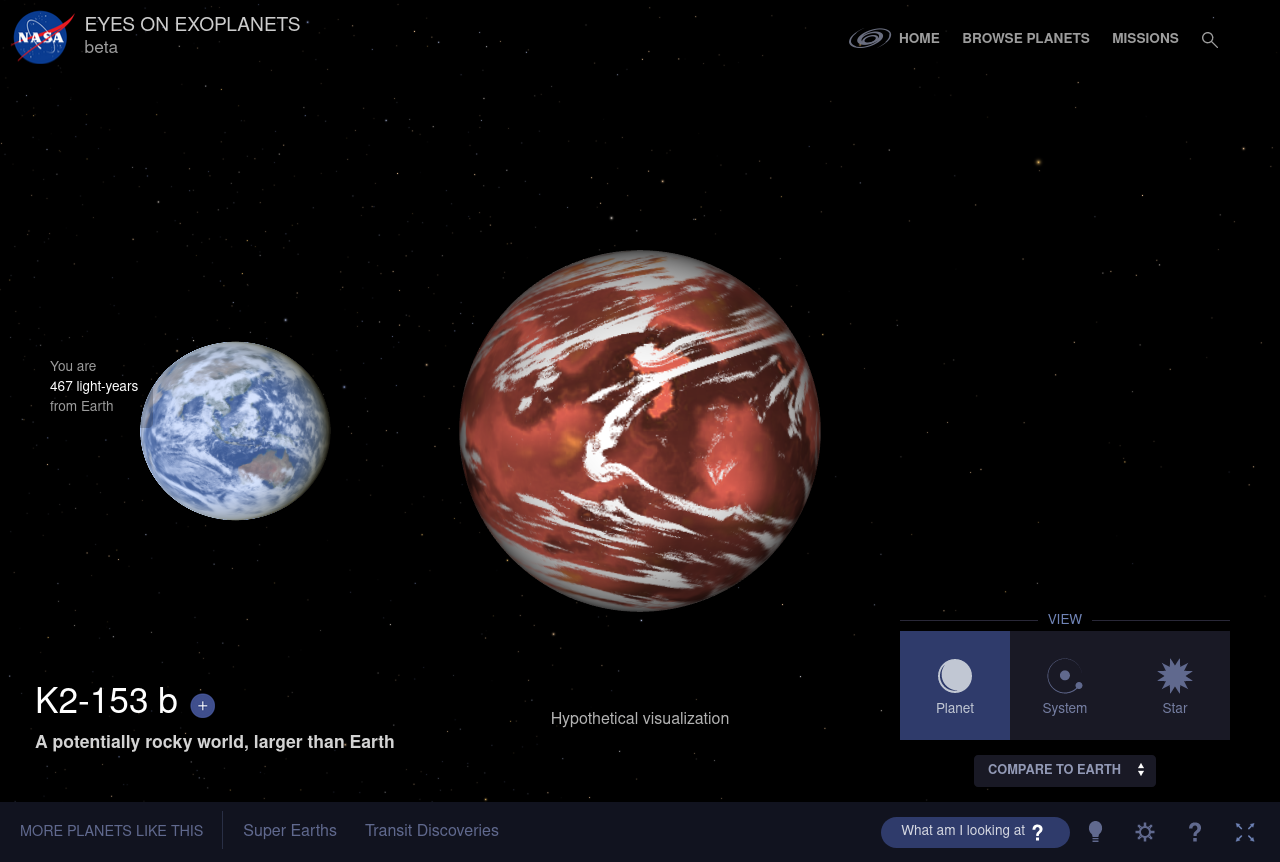 NASA
EYES ON EXOPLANETS
beta
HOME
BROWSE PLANETS
MISSIONS
You are
467 light-years
from Earth
VIEW
Planet
System
Star
K2-153 b +
A potentially rocky world, larger than Earth
Hypothetical visualization
COMPARE TO EARTH
MORE PLANETS LIKE THIS
Super Earths
Transit Discoveries
What am I looking at ?
?